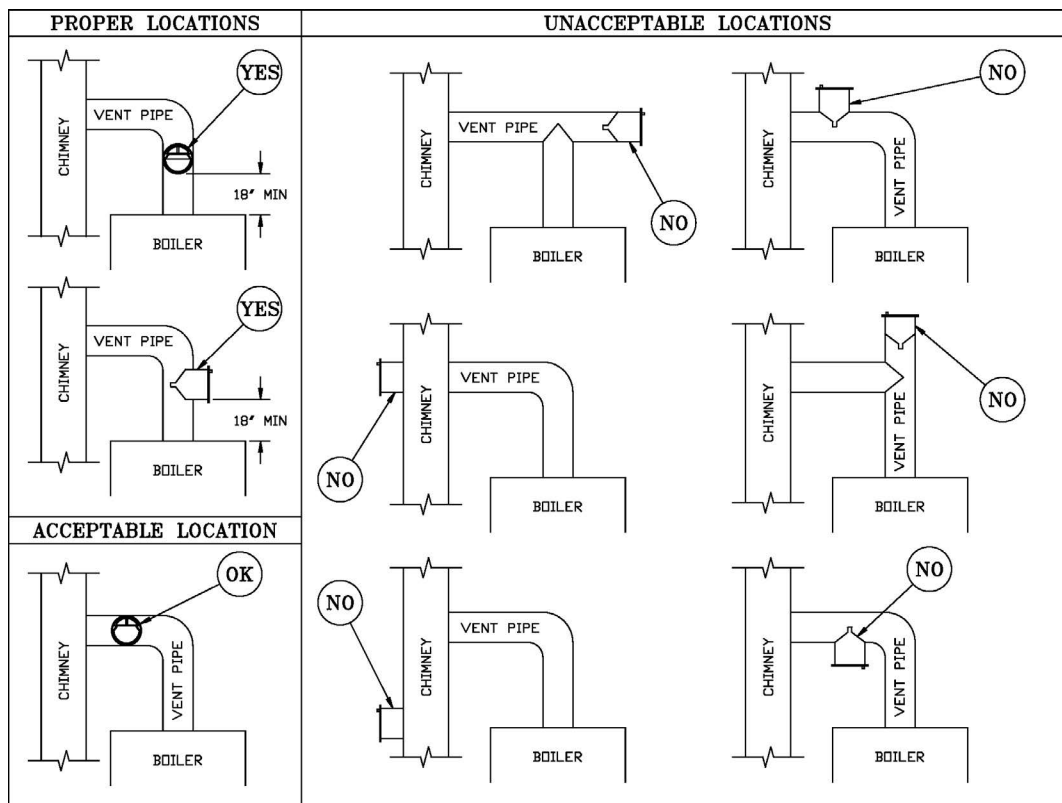 PROPER LOCATIONS
YES
VENT PIPE
CHIMNEY
18" MIN
BOILER
YES
VENT PIPE
CHIMNEY
18" MIN
BOILER
ACCEPTABLE LOCATION
OK
CHIMNEY
VENT PIPE
BOILER
UNACCEPTABLE LOCATIONS
VENT PIPE
CHIMNEY
NO
BOILER
NO
CHIMNEY
VENT PIPE
BOILER
VENT PIPE
CHIMNEY
NO
BOILER
CHIMNEY
NO
VENT PIPE
BOILER
NO
VENT PIPE
CHIMNEY
BOILER
NO
CHIMNEY
VENT PIPE
BOILER